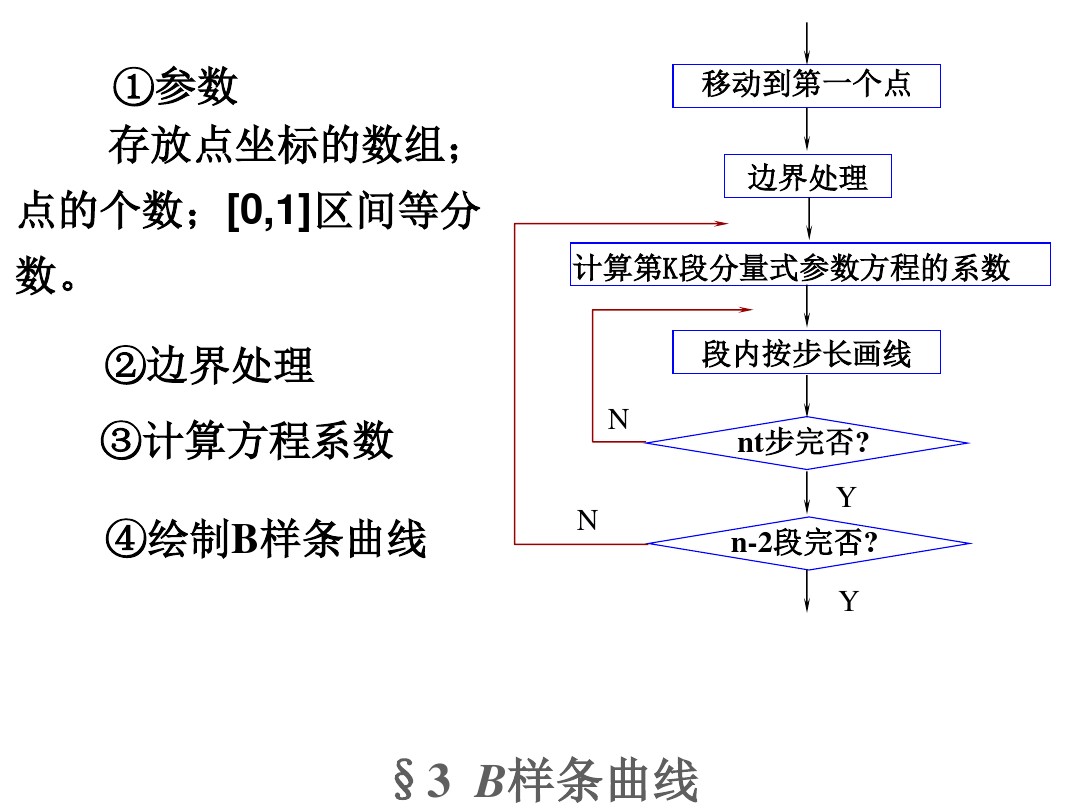 ①参数
存放点坐标的数组；
点的个数；[0,1]区间等分
数。
②边界处理
③计算方程系数
④绘制B样条曲线
移动到第一个点
边界处理
计算第K段分量式参数方程的系数
段内按步长画线
N
nt步完否?
Y
N
n-2段完否?
Y
§3 B样条曲线